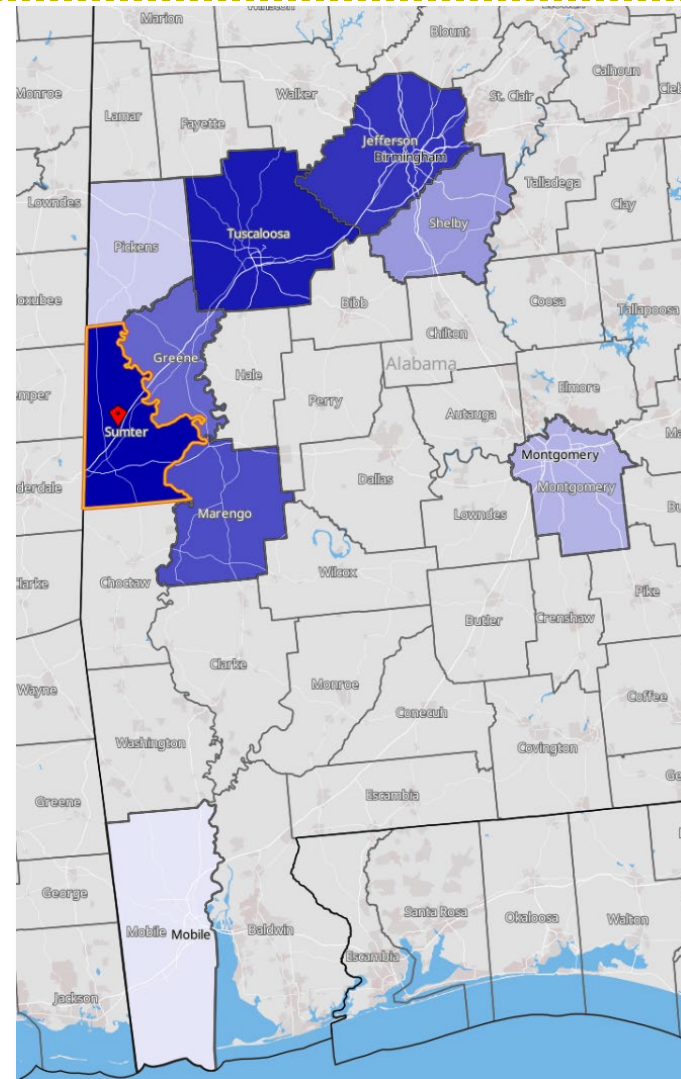 Marion
Blount
Calhoun
Monroe
Lamar
Walker
St. Clair
Fayette
Jefferson
Birmingham
Talladega
Lowndes
Clay
Shelby
Tuscaloosa
Pickens
Bibb
Coosa
Tallapoosa
Chilton
Greene
Alabama
Hale
Elmore
Perry
Autauga
Sumter
Montgomery
Dallas
Montgomery
Marengo
Lowndes
Wilcox
Choctaw
Pike
Butler
Crenshaw
Clarke
Monroe
Wayne
Coffee
Conecuh
Washington
Covington
Greene
Escambia
George
Mobile Mobile
Baldwin
Santa Rosa
Okaloosa
Walton
Escambia
Jackson